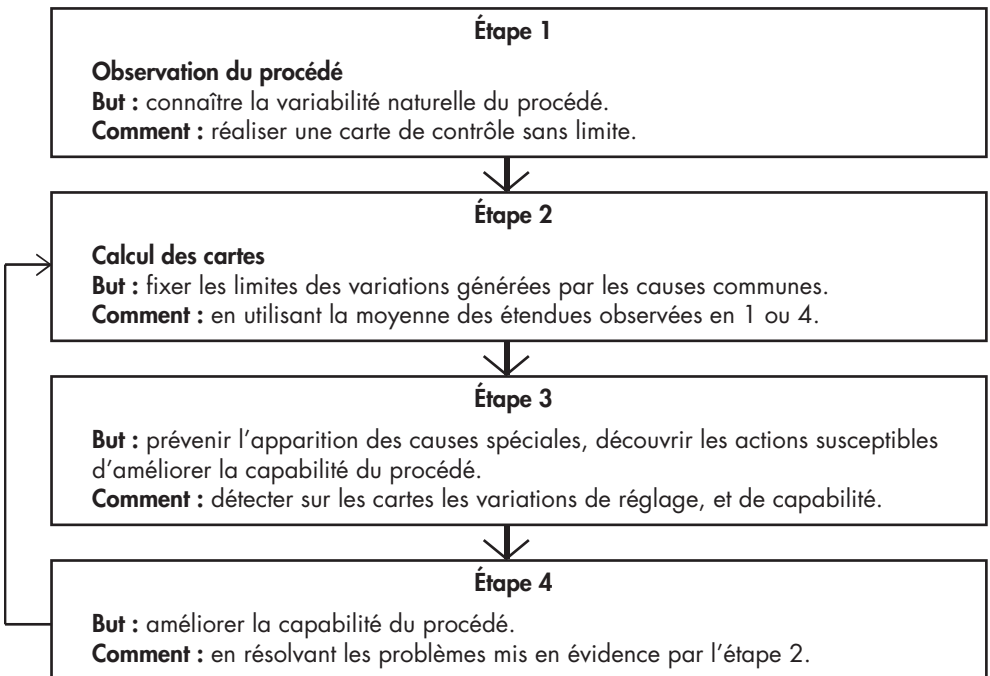 Étape 1
Observation du procédé
But : connaître la variabilité naturelle du procédé.
Comment : réaliser une carte de contrôle sans limite.
Étape 2
Calcul des cartes
But : fixer les limites des variations générées par les causes communes.
Comment : en utilisant la moyenne des étendues observées en 1 ou 4.
Étape 3
But : prévenir l'apparition des causes spéciales, découvrir les actions susceptibles
d'améliorer la capabilité du procédé.
Comment : détecter sur les cartes les variations de réglage, et de capabilité.
Étape 4
But : améliorer la capabilité du procédé.
Comment : en résolvant les problèmes mis en évidence par l'étape 2.